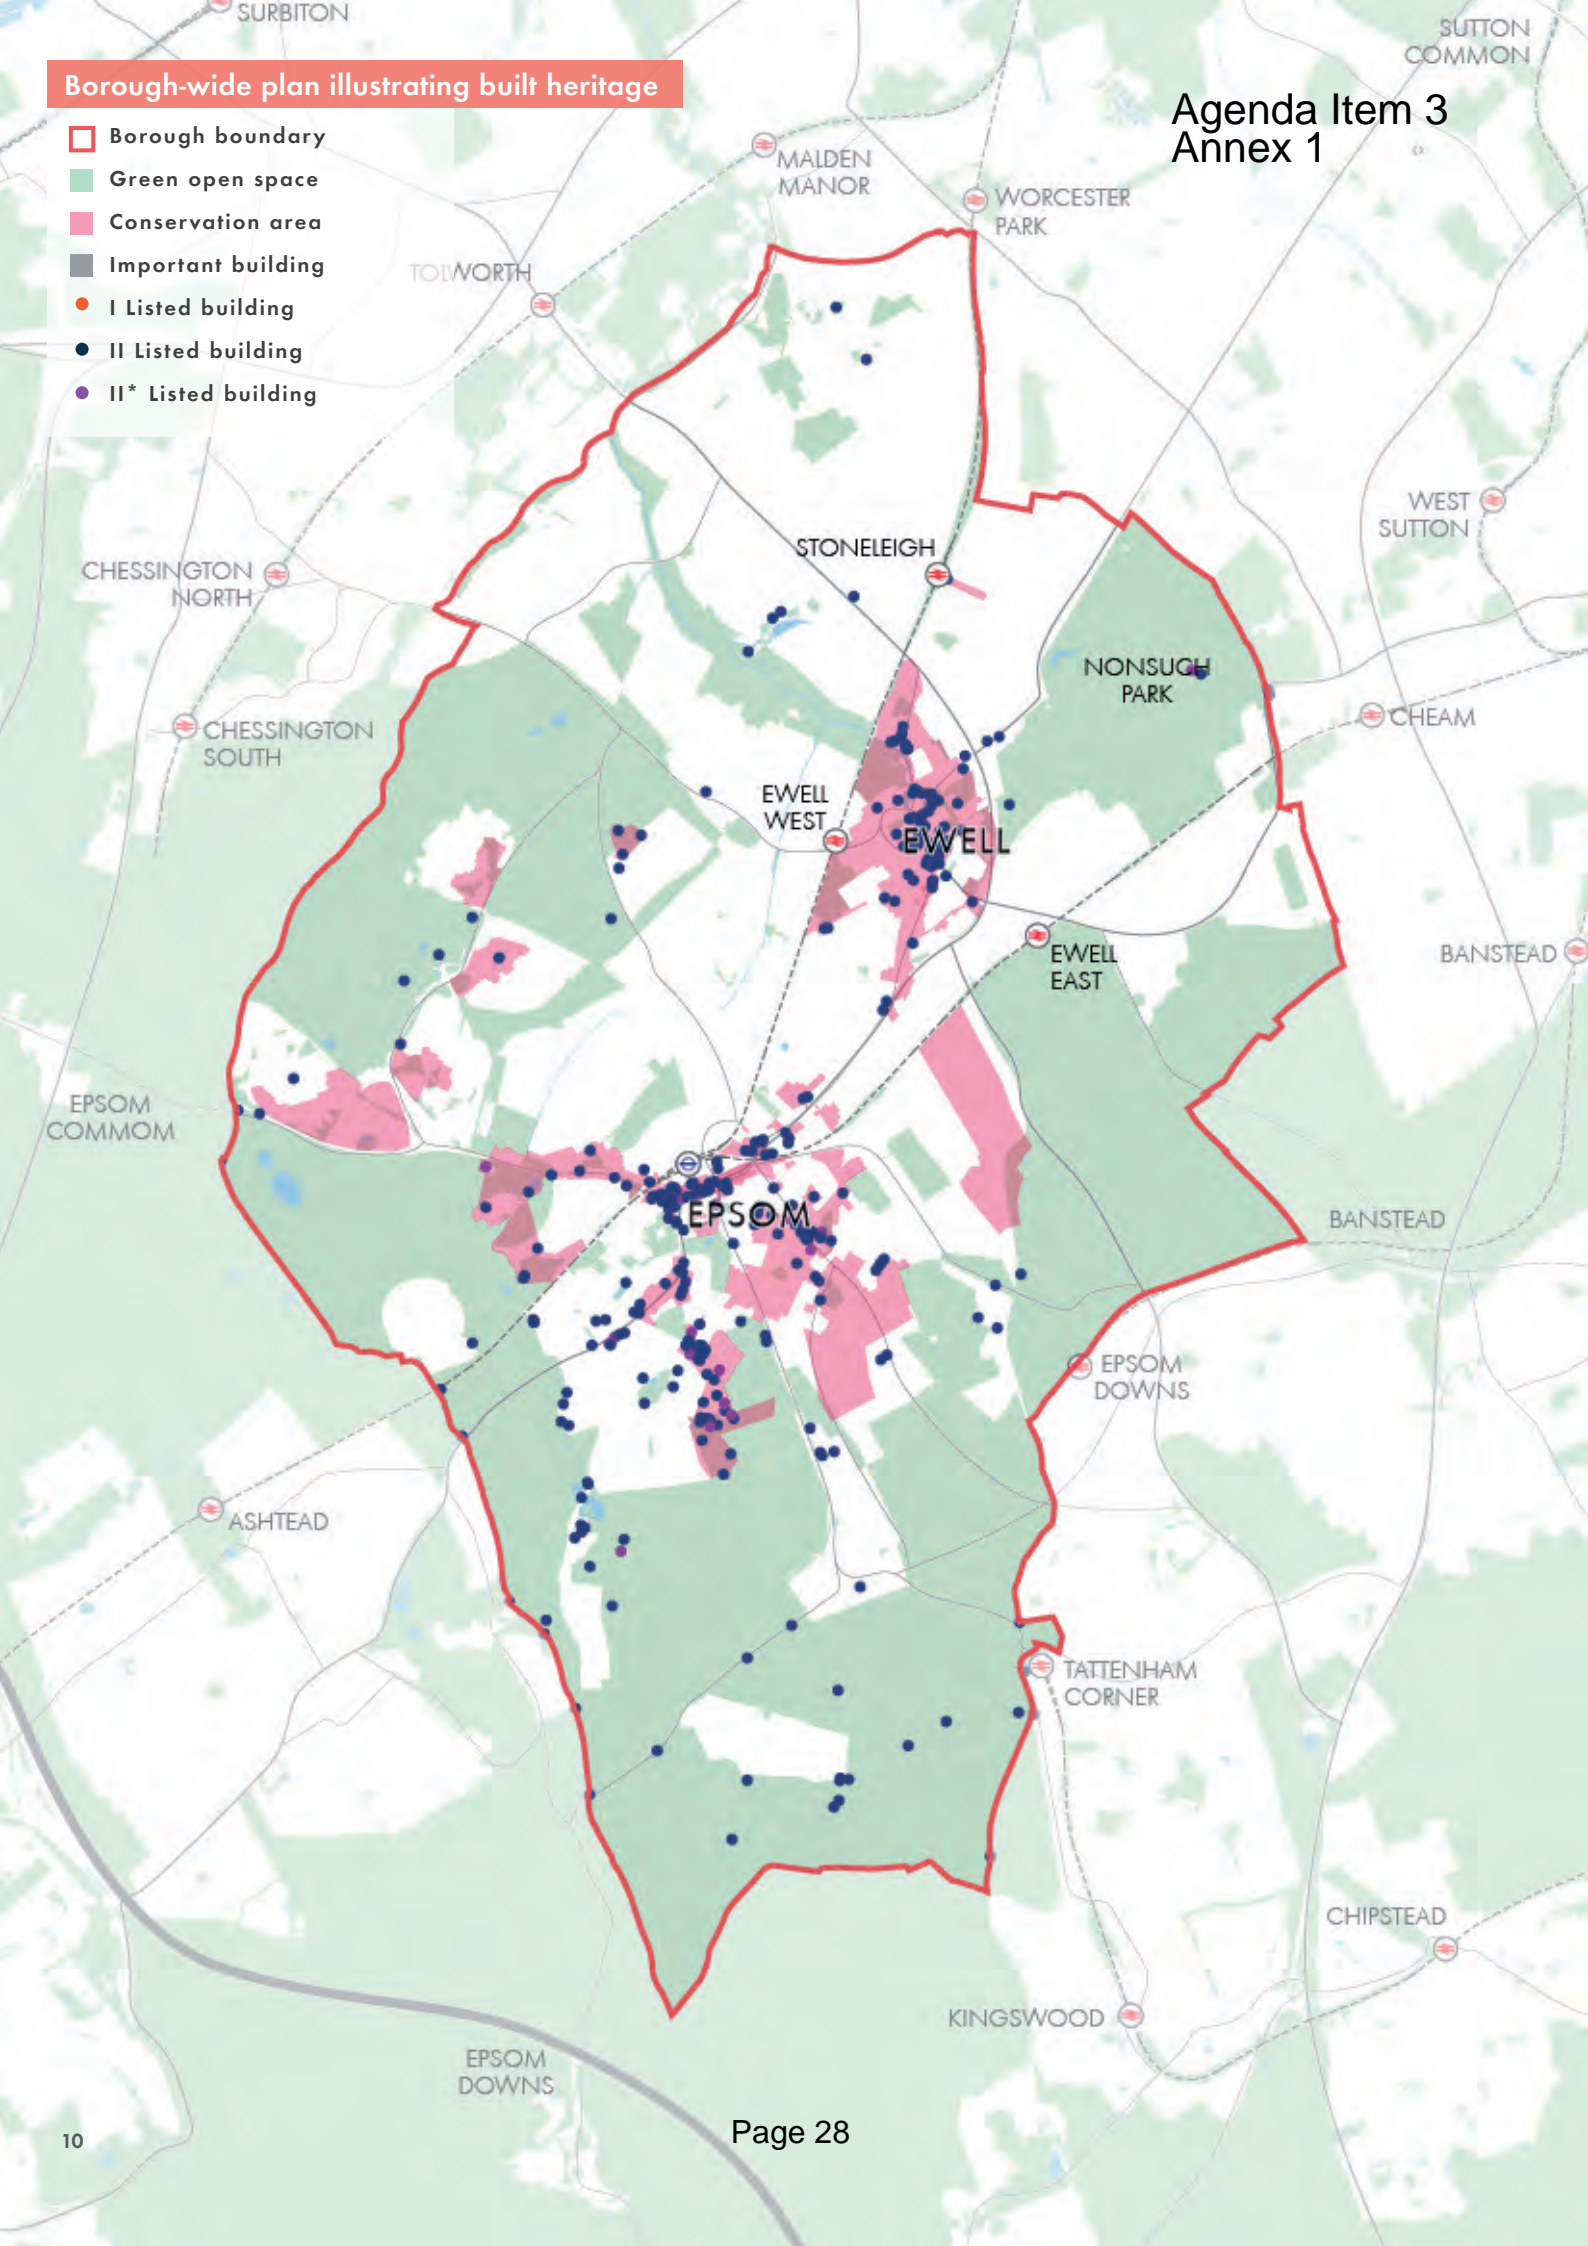 SURBITON
SUTTON
COMMON
Borough-wide plan illustrating built heritage
Agenda Item 3
Annex 1
Borough boundary
Green open space
Conservation area
Important building
I Listed building
II Listed building
II* Listed building
MALDEN
MANOR
WORCESTER
PARK
TOLWORTH
WEST
SUTTON
STONELEIGH
CHESSINGTON
NORTH
NONSUCH
PARK
CHEAM
CHESSINGTON
SOUTH
EWELL
WEST
EWELL
EWELL
EAST
BANSTEAD
EPSOM
COMMOM
EPSOM
BANSTEAD
EPSOM
DOWNS
ASHTEAD
TATTENHAM
CORNER
CHIPSTEAD
KINGSWOOD
EPSOM
DOWNS
Page 28
10